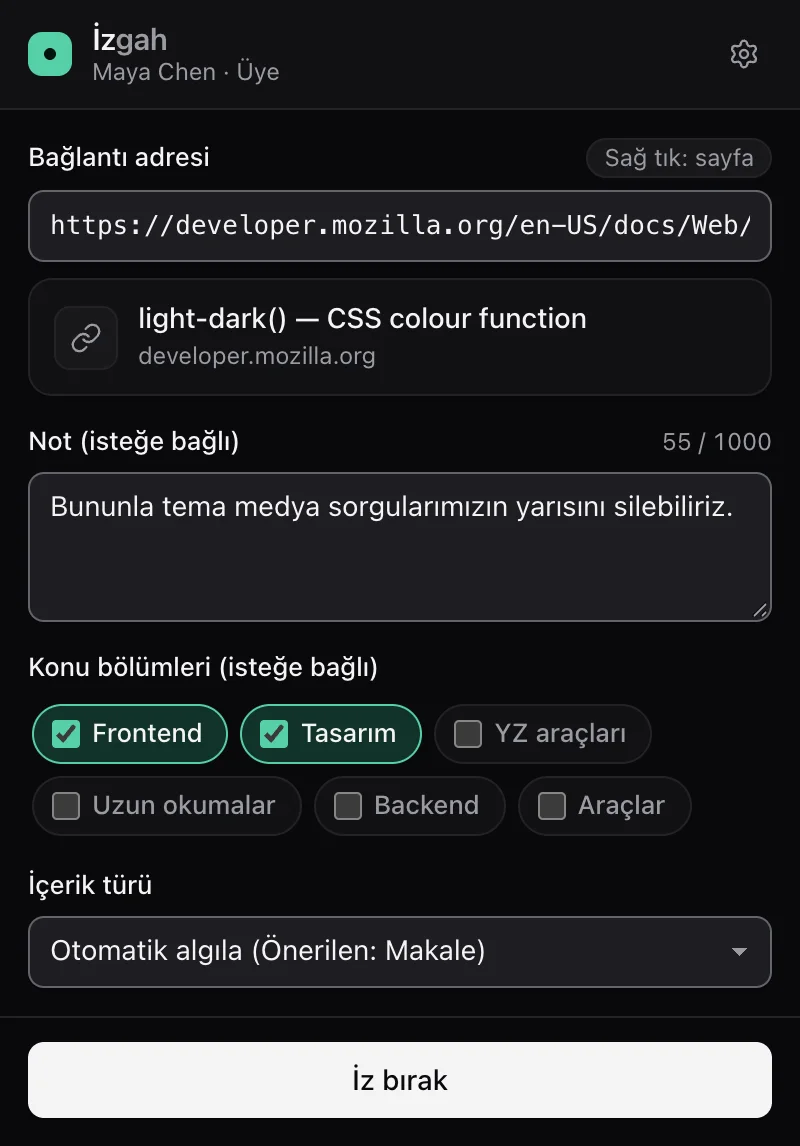 İzgah
Maya Chen · Üye
Bağlantı adresi
Sağ tık: sayfa
https://developer.mozilla.org/en-US/docs/Web/
light-dark() — CSS colour function
developer.mozilla.org
Not (isteğe bağlı)
55 / 1000
Bununla tema medya sorgularımızın yarısını silebiliriz.
Konu bölümleri (isteğe bağlı)
Frontend
Tasarım
YZ araçları
Uzun okumalar
Backend
Araçlar
İçerik türü
Otomatik algıla (Önerilen: Makale)
İz bırak